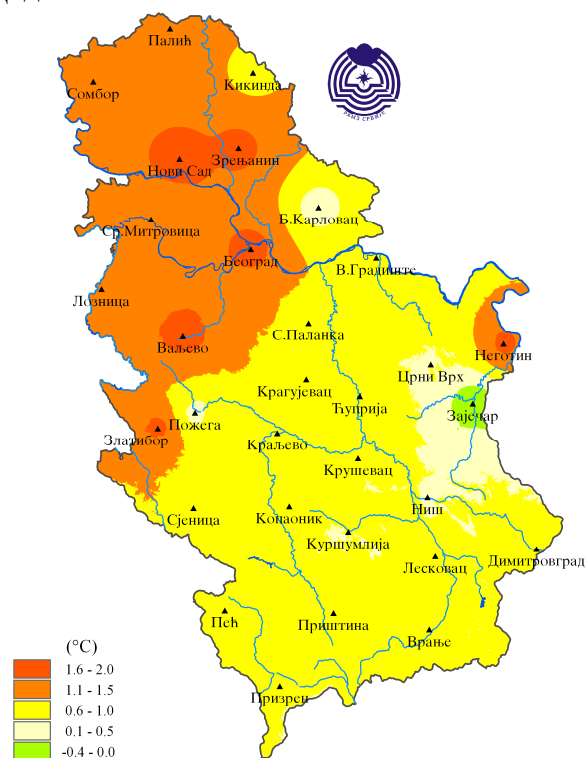 Палић
Кикинда
Сомбор
РХМЗ СРБИЈЕ
Зрењанин
Нови Сад
Б.Карловац
Ср.Митровица
Београд
В.Градиште
Лозница
С.Паланка
Ваљево
Неготин
Црни Врх
Крагујевац
Ћуприја
Зајечар
Пожега
Златибор
Краљево
Крушевац
Ниш
Сјеница
Копаоник
Куршумлија
Димитровград
Лесковац
Пећ
Приштина
Врање
Призрен
(°C)
1.6 - 2.0
1.1 - 1.5
0.6 - 1.0
0.1 - 0.5
-0.4 - 0.0